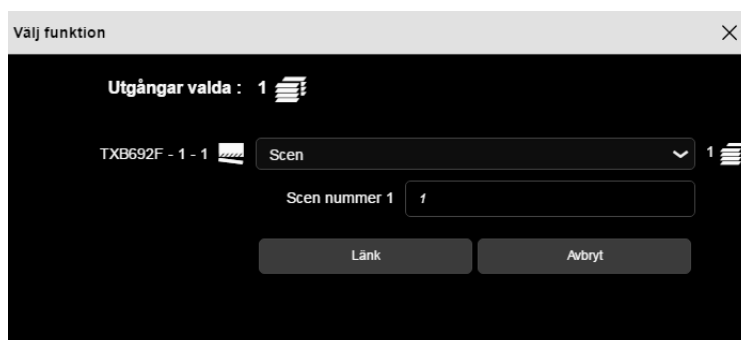 Välj funktion
Utgångar valda : 1
TXB692F - 1 - 1 Scen 1
Scen nummer 1 1
Länk Avbryt